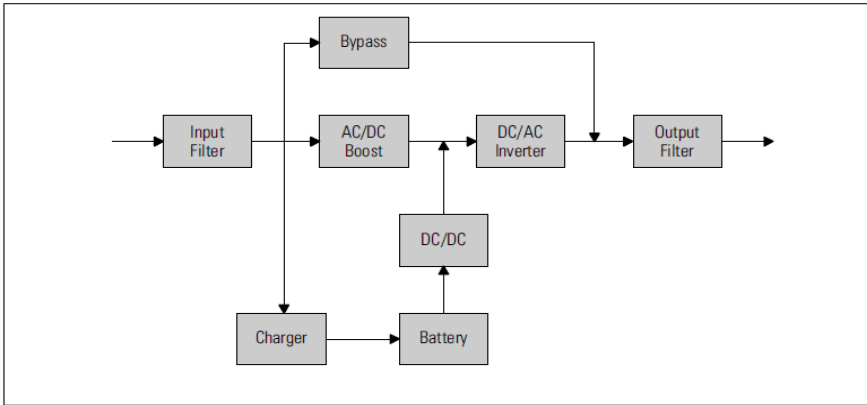 Bypass
Input
Filter
AC/DC
Boost
DC/AC
Inverter
Output
Filter
DC/DC
Charger
Battery